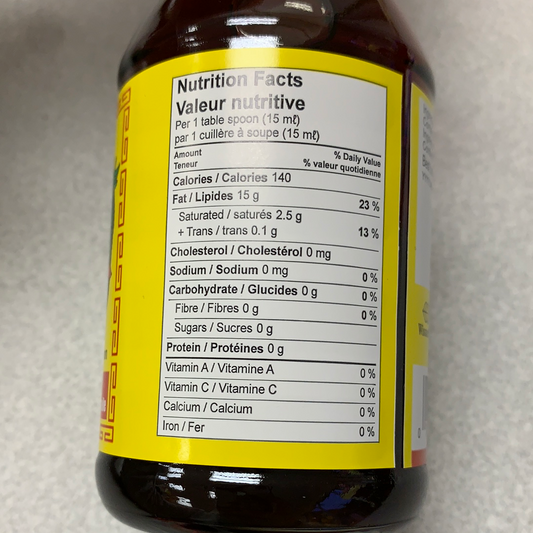 Nutrition Facts
Valeur nutritive
Per 1 table spoon (15 mℓ)
par 1 cuillère à soupe (15 mℓ)
Amount % Daily Value
Teneur % valeur quotidienne
Calories / Calories 140
Fat / Lipides 15 g 23 %
Saturated / saturés 2.5 g
+ Trans / trans 0.1 g 13 %
Cholesterol / Cholestérol 0 mg
Sodium / Sodium 0 mg 0 %
Carbohydrate / Glucides 0 g 0 %
Fibre / Fibres 0 g 0 %
Sugars / Sucres 0 g
Protein / Protéines 0 g
Vitamin A / Vitamine A 0 %
Vitamin C / Vitamine C 0 %
Calcium / Calcium 0 %
Iron / Fer 0 %